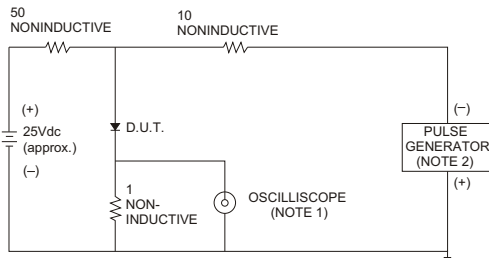 50
NONINDUCTIVE
10
NONINDUCTIVE
(+)
25Vdc
(approx.)
(–)
D.U.T.
1
NON-
INDUCTIVE
OSCILLISCOPE
(NOTE 1)
(–)
PULSE
GENERATOR
(NOTE 2)
(+)